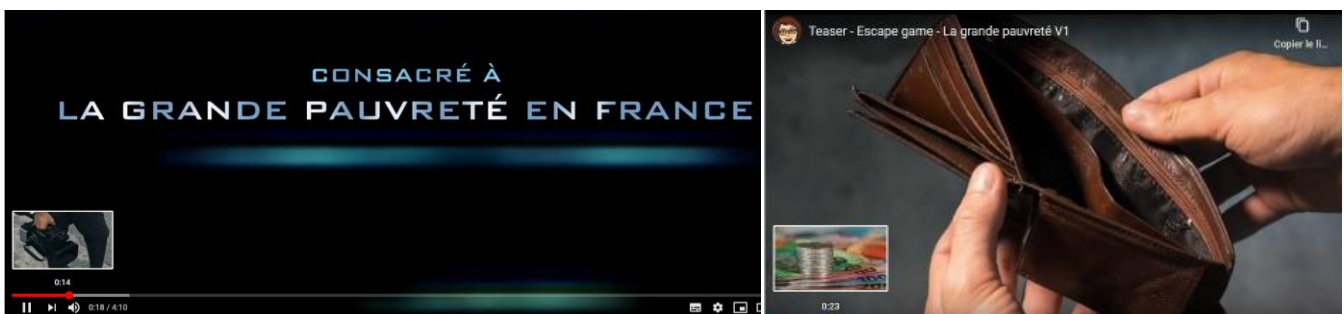 CONSACRÉ À
LA GRANDE PAUVRETÉ EN FRANCE
0:14
0:18 / 4:10
Teaser - Escape game - La grande pauvreté V1
Copier le li...
0:23